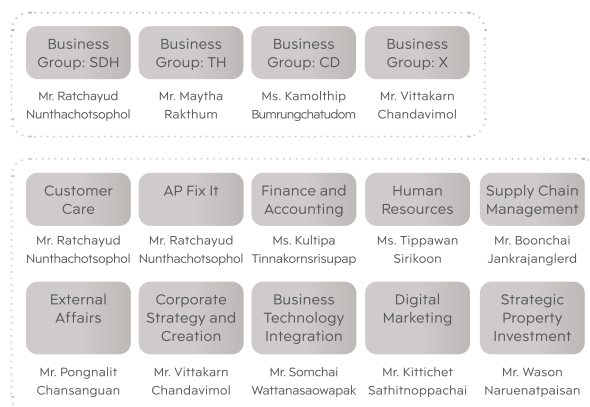 Business
Group: SDH
Mr. Ratchayud
Nunthachotsophol
Business
Group: TH
Mr. Maytha
Rakthum
Business
Group: CD
Ms. Kamolthip
Bumrungchatudom
Business
Group: X
Mr. Vittakarn
Chandavimol
Customer
Care
Mr. Ratchayud
Nunthachotsophol
AP Fix It
Mr. Ratchayud
Nunthachotsophol
Finance and
Accounting
Ms. Kultipa
Tinnakornsrisupap
Human
Resources
Ms. Tippawan
Sirikoon
Supply Chain
Management
Mr. Boonchai
Jankrajanglerd
External
Affairs
Mr. Pongnalit
Chansanguan
Corporate
Strategy and
Creation
Mr. Vittakarn
Chandavimol
Business
Technology
Integration
Mr. Somchai
Wattanasaowapak
Digital
Marketing
Mr. Kittichet
Sathitnoppachai
Strategic
Property
Investment
Mr. Wason
Naruenatpaisan